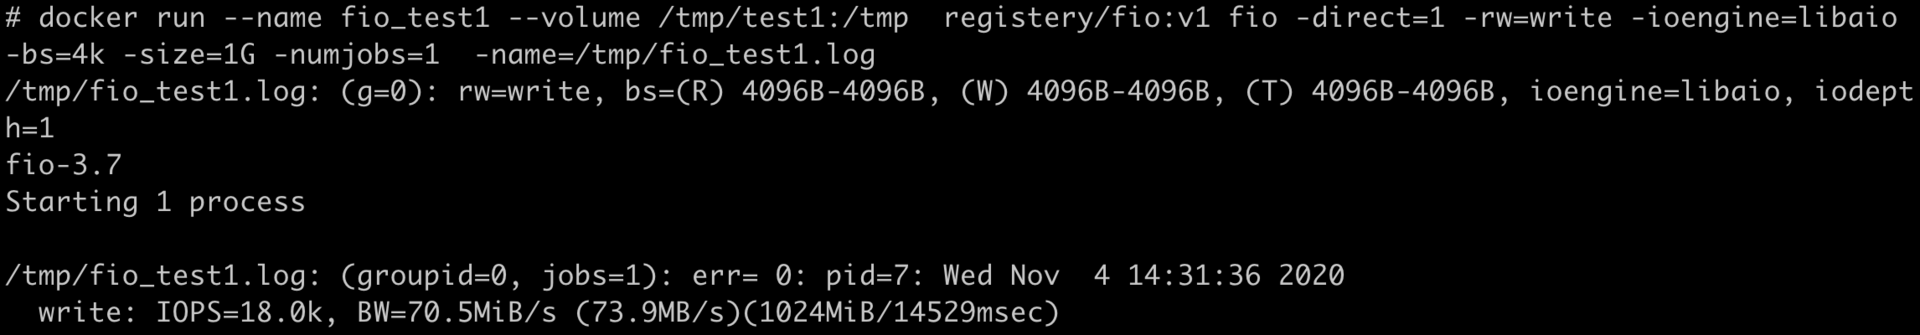 # docker run --name fio_test1 --volume /tmp/test1:/tmp  registery/fio:v1 fio -direct=1 -rw=write -ioengine=libaio
-bs=4k -size=1G -numjobs=1  -name=/tmp/fio_test1.log
/tmp/fio_test1.log: (g=0): rw=write, bs=(R) 4096B-4096B, (W) 4096B-4096B, (T) 4096B-4096B, ioengine=libaio, iodept
h=1
fio-3.7
Starting 1 process

/tmp/fio_test1.log: (groupid=0, jobs=1): err= 0: pid=7: Wed Nov  4 14:31:36 2020
  write: IOPS=18.0k, BW=70.5MiB/s (73.9MB/s)(1024MiB/14529msec)